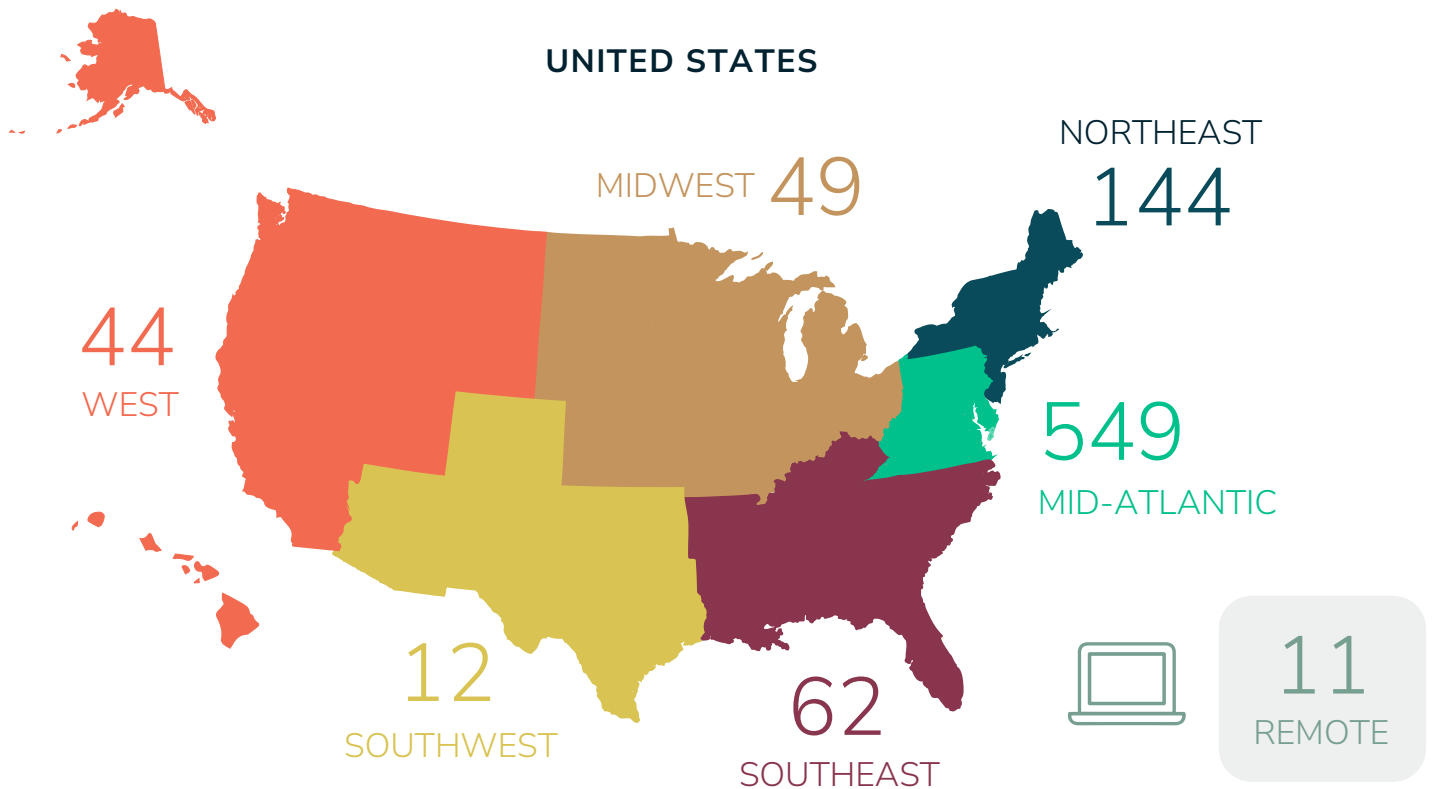 UNITED STATES
NORTHEAST
144
MIDWEST 49
44
WEST
549
MID-ATLANTIC
12
SOUTHWEST
62
SOUTHEAST
11
REMOTE